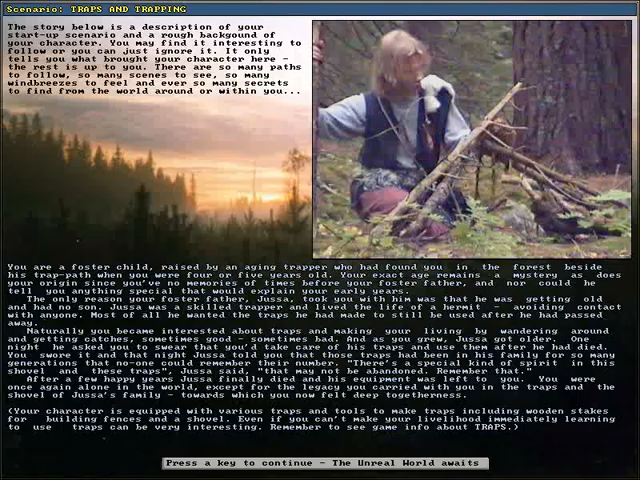 Scenario: TRAPS AND TRAPPING
The story below is a description of your
start-up scenario and a rough backgound of
your character. You may find it interesting to
follow or you can just ignore it. It only
tells you what brought your character here -
the rest is up to you. There are so many paths
to follow, so many scenes to see, so many
windbreezes to feel and ever so many secrets
to find from the world around or within you...
You are a foster child, raised by an aging trapper who had found you in the forest beside
his trap-path when you were four or five years old. Your exact age remains a mystery as does
your origin since you've no memories of times before your foster father, and nor could he
tell you anything special that would explain your early years.
The only reason your foster father, Jussa, took you with him was that he was getting old
and had no son. Jussa was a skilled trapper and lived the life of a hermit - avoiding contact
with anyone. Most of all he wanted the traps he had made to still be used after he had passed
away.
Naturally you became interested about traps and making your living by wandering around
and getting catches, sometimes good - sometimes bad. And as you grew, Jussa got older. One
night he asked you to swear that you'd take care of his traps and use them after he had died.
You swore it and that night Jussa told you that those traps had been in his family for so many
generations that no-one could remember their number. "There's a special kind of spirit in this
shovel and these traps", Jussa said, "that may not be abandoned. Remember that."
After a few happy years Jussa finally died and his equipment was left to you. You were
once again alone in the world, except for the legacy you carried with you in the traps and the
shovel of Jussa's family - towards which you now felt deep togetherness.
(Your character is equipped with various traps and tools to make traps including wooden stakes
for building fences and a shovel. Even if you can't make your livelihood immediately learning
to use traps can be very interesting. Remember to see game info about TRAPS.)
Press a key to continue - The Unreal World awaits